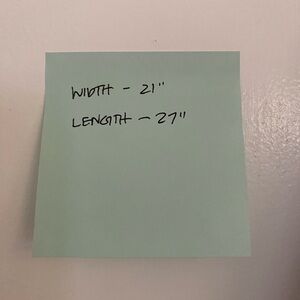 WIDTH - 21"
LENGTH - 27"